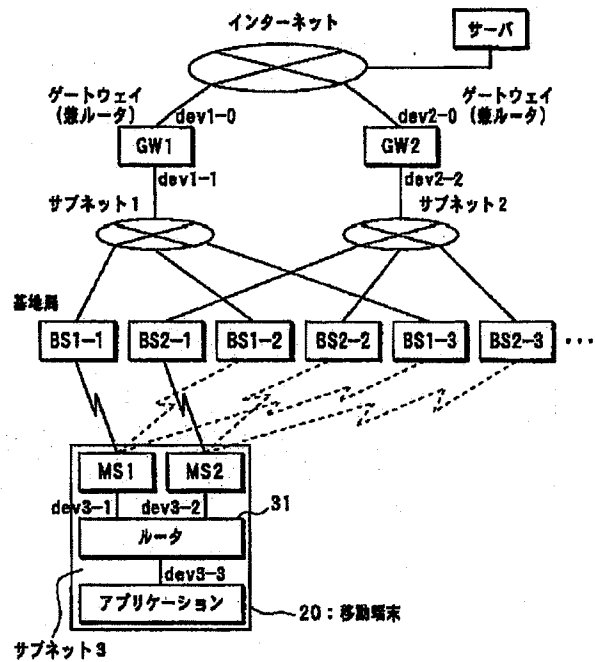 インターネット
サーバ
ゲートウェイ
(兼ルータ)
dev1-0
dev2-0
ゲートウェイ
(兼ルータ)
GW1
GW2
dev1-1
dev2-2
サブネット1
サブネット2
基地局
BS1-1
BS2-1
BS1-2
BS2-2
BS1-3
BS2-3
...
MS1
MS2
dev3-1
dev3-2
31
ルータ
dev3-3
アプリケーション
20:移動端末
サブネット3